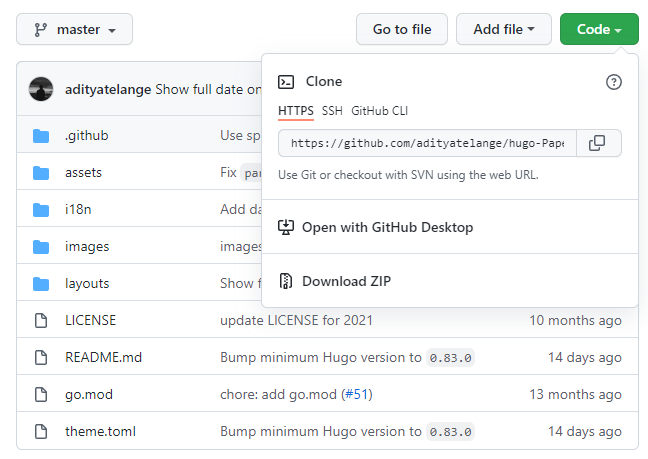 master
Go to file
Add file
Code
adityatelange Show full date on
Clone
HTTPS SSH GitHub CLI
https://github.com/adityatelange/hugo-Pape
Use Git or checkout with SVN using the web URL.
Open with GitHub Desktop
Download ZIP
.github Use sp
assets Fix par
i18n Add da
images images
layouts Show f
LICENSE update LICENSE for 2021 10 months ago
README.md Bump minimum Hugo version to 0.83.0 14 days ago
go.mod chore: add go.mod (#51) 13 months ago
theme.toml Bump minimum Hugo version to 0.83.0 14 days ago